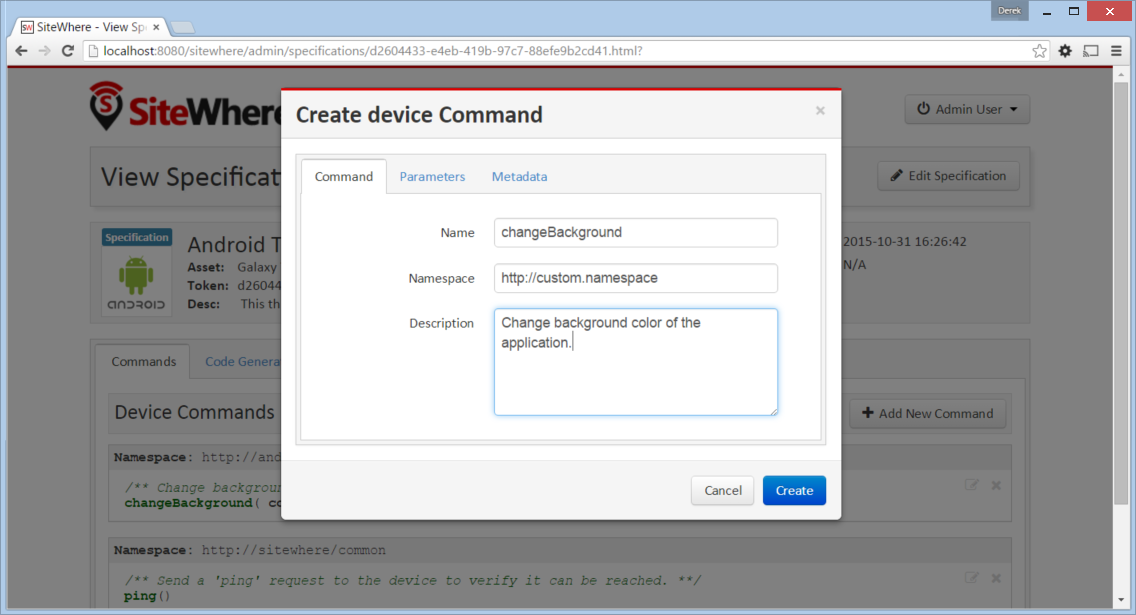 Derek
SW SiteWhere - View Sp
localhost:8080/sitewhere/admin/specifications/d2604433-e4eb-419b-97c7-88efe9b2cd41.html?
S SiteWhere
Admin User
View Specificat
Edit Specification
Specification
android
Android T
Asset: Galaxy
Token: d26044
Desc: This th
2015-10-31 16:26:42
N/A
Create device Command
×
Command Parameters Metadata
Name changeBackground
Namespace http://custom.namespace
Description Change background color of the
application.
Cancel Create
Commands Code Genera
Device Commands
Add New Command
Namespace: http://and
/** Change backgroun
changeBackground( co
Namespace: http://sitewhere/common
/** Send a 'ping' request to the device to verify it can be reached. **/
ping()